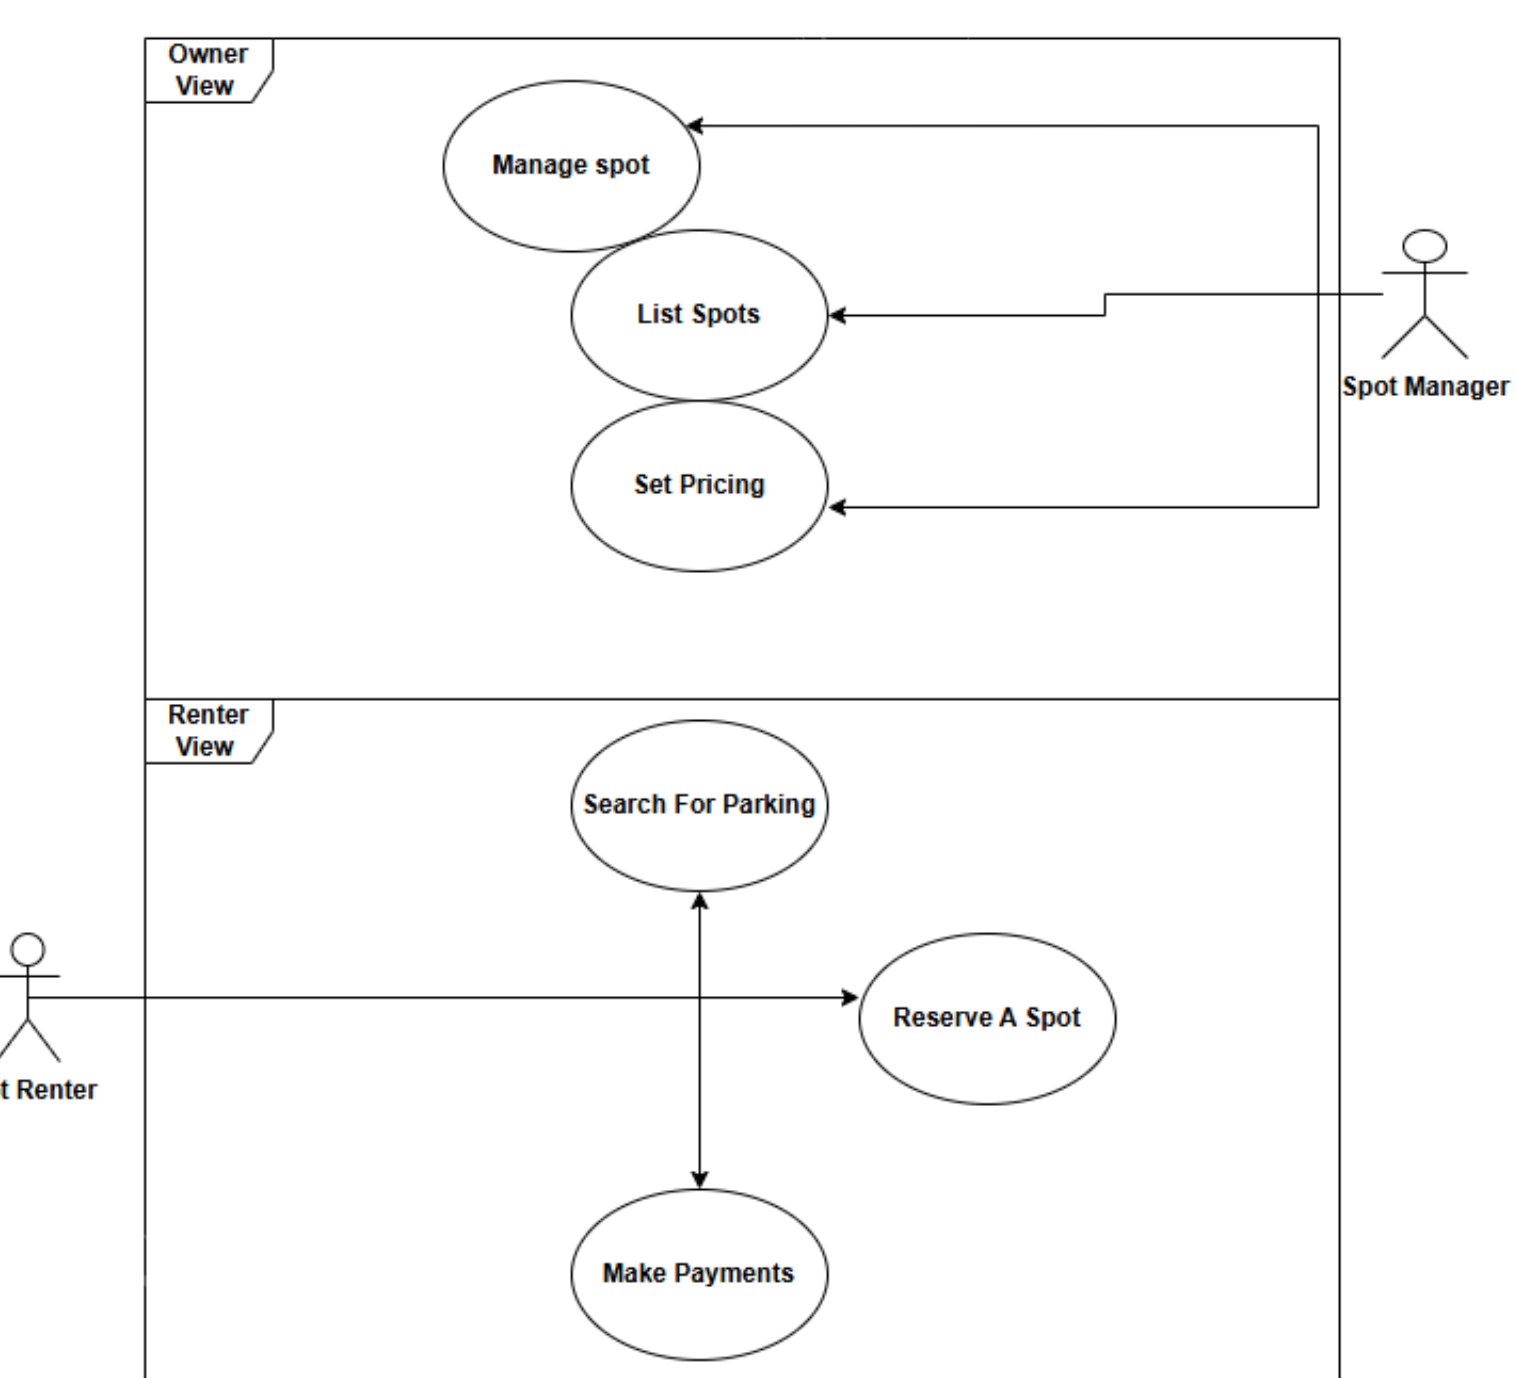 Owner
View
Manage spot
List Spots
Spot Manager
Set Pricing
Renter
View
Search For Parking
Reserve A Spot
t Renter
Make Payments